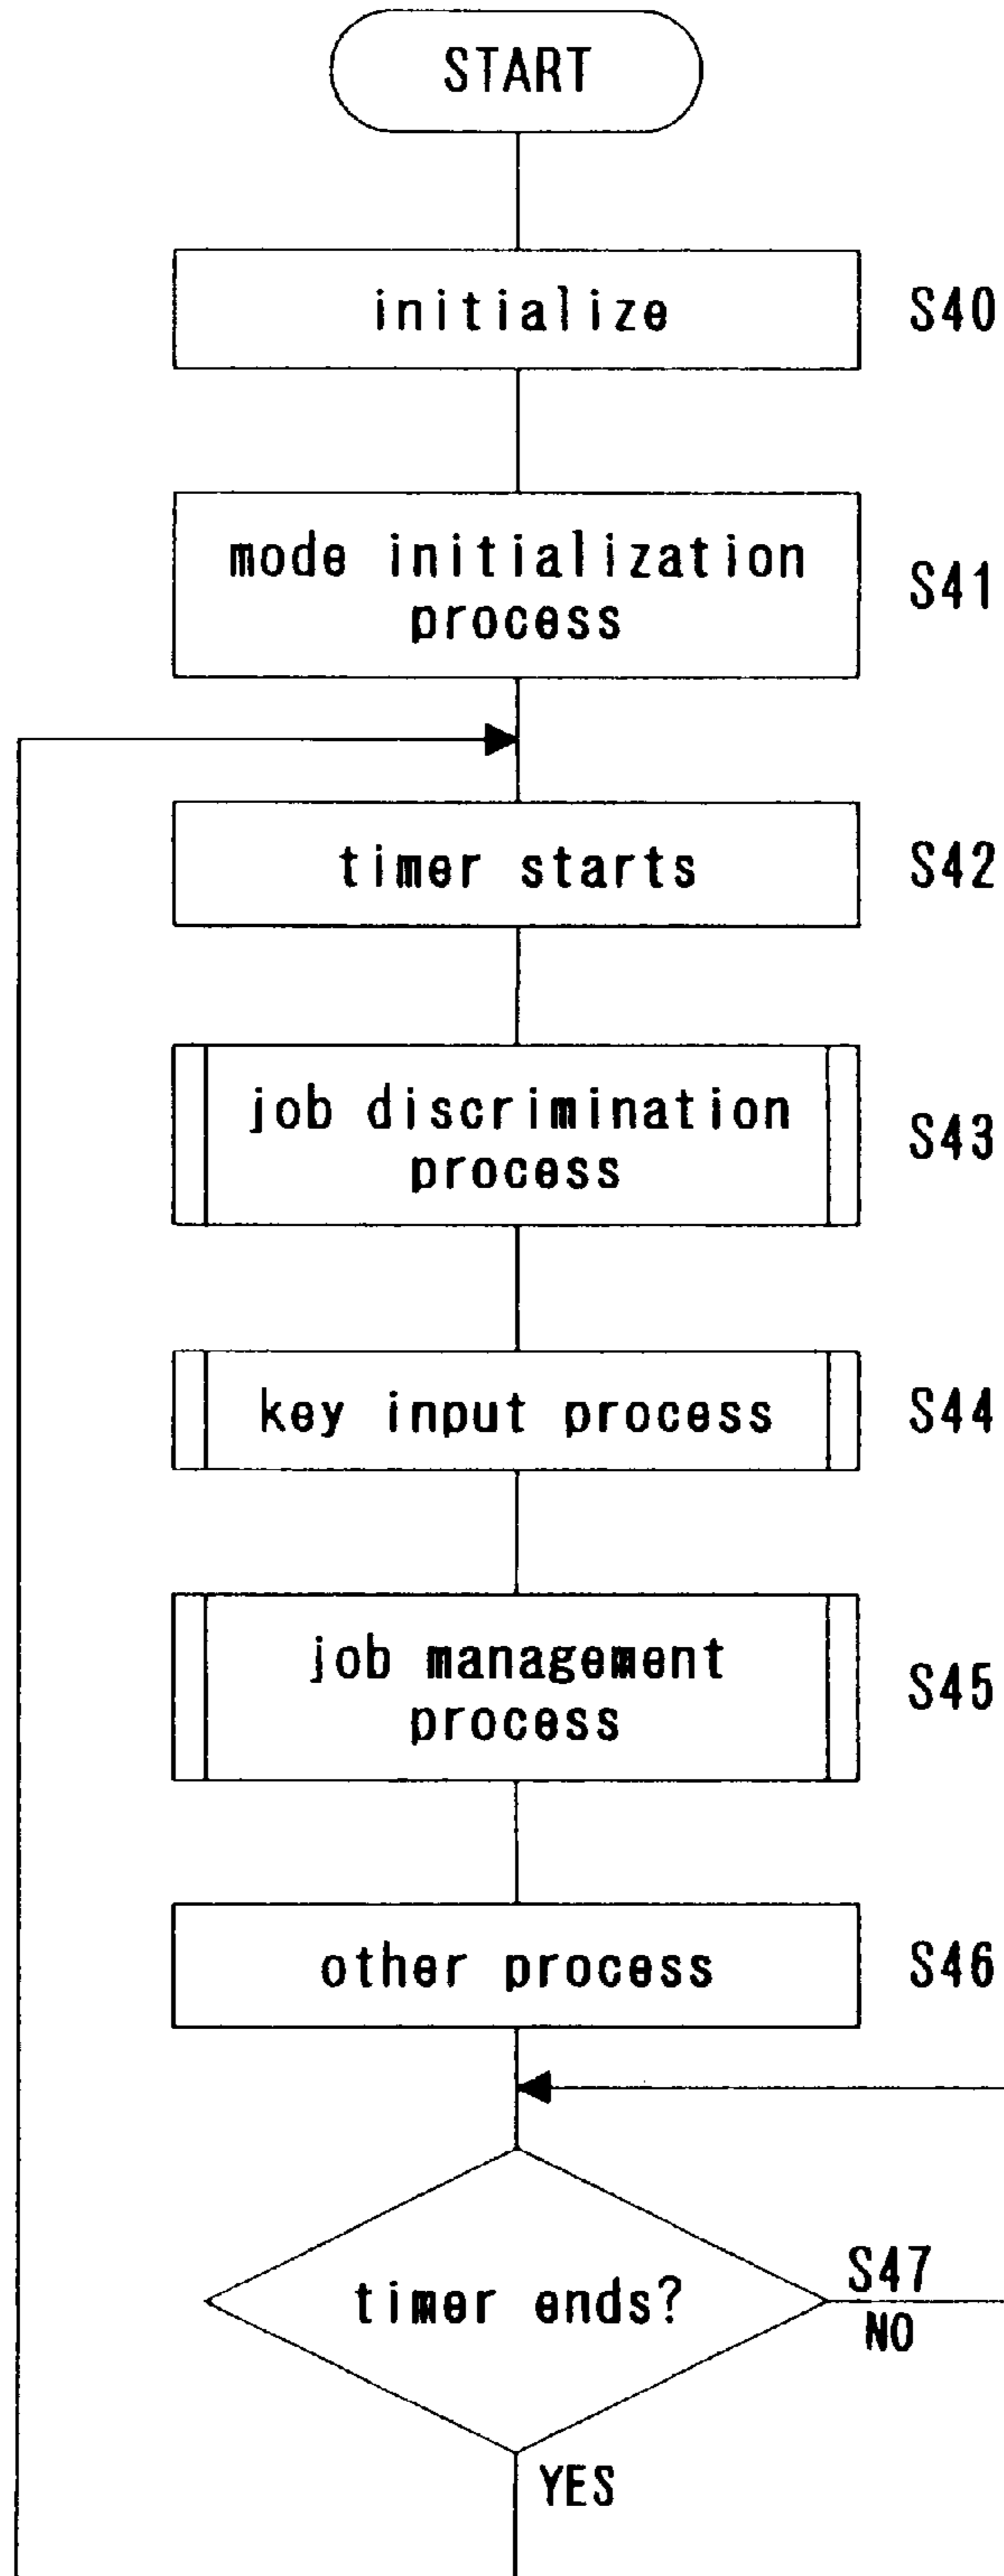 START
initialize
S40
mode initialization
process
S41
timer starts
S42
job discrimination
process
S43
key input process
S44
job management
process
S45
other process
S46
timer ends?
S47
NO
YES